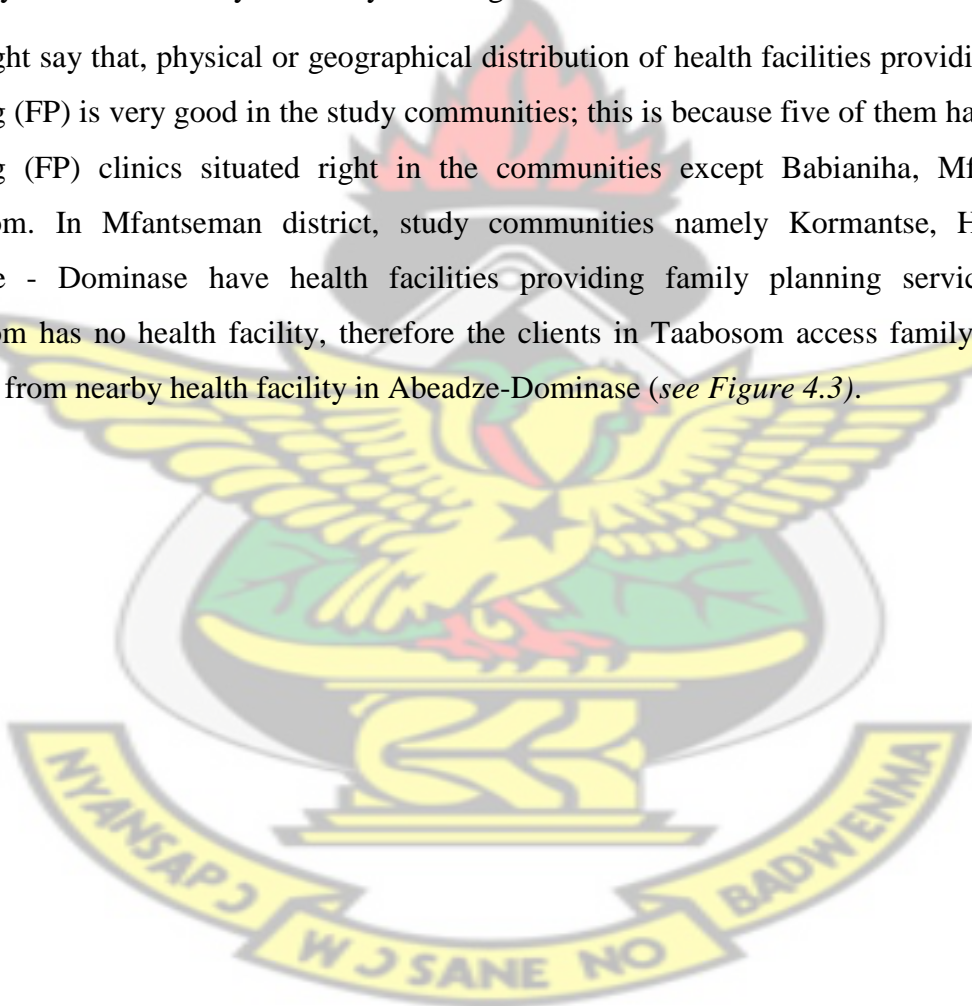 ght say that, physical or geographical distribution of health facilities providi
g (FP) is very good in the study communities; this is because five of them ha
g (FP) clinics situated right in the communities except Babianiha, Mf
om. In Mfantseman district, study communities namely Kormantse, H
e - Dominase have health facilities providing family planning servic
om has no health facility, therefore the clients in Taabosom access family
from nearby health facility in Abeadze-Dominase (see Figure 4.3).
NYANSAPƆ WƆSANE NO BADWENMA